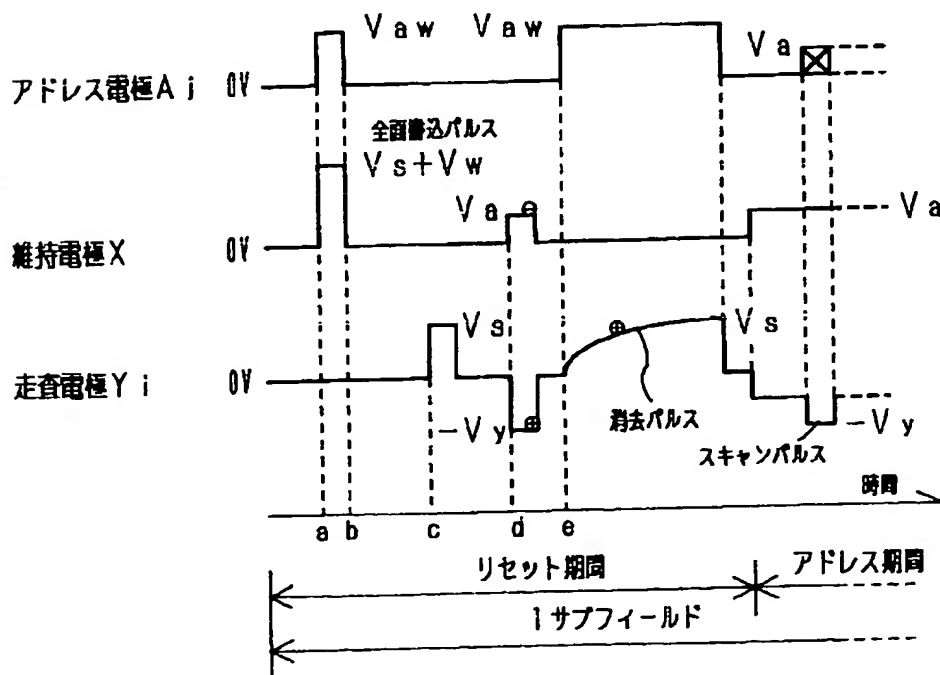 Vaw Vaw
Va
アドレス電極Ai 0V
全面書込パルス
Vs+Vw
Va ⊖
Va
維持電極X 0V
Vs
⊕
Vs
走査電極Yi 0V
消去パルス
-Vy ⊕
-Vy
スキャンパルス
時間
a b c d e
リセット期間
アドレス期間
1サブフィールド